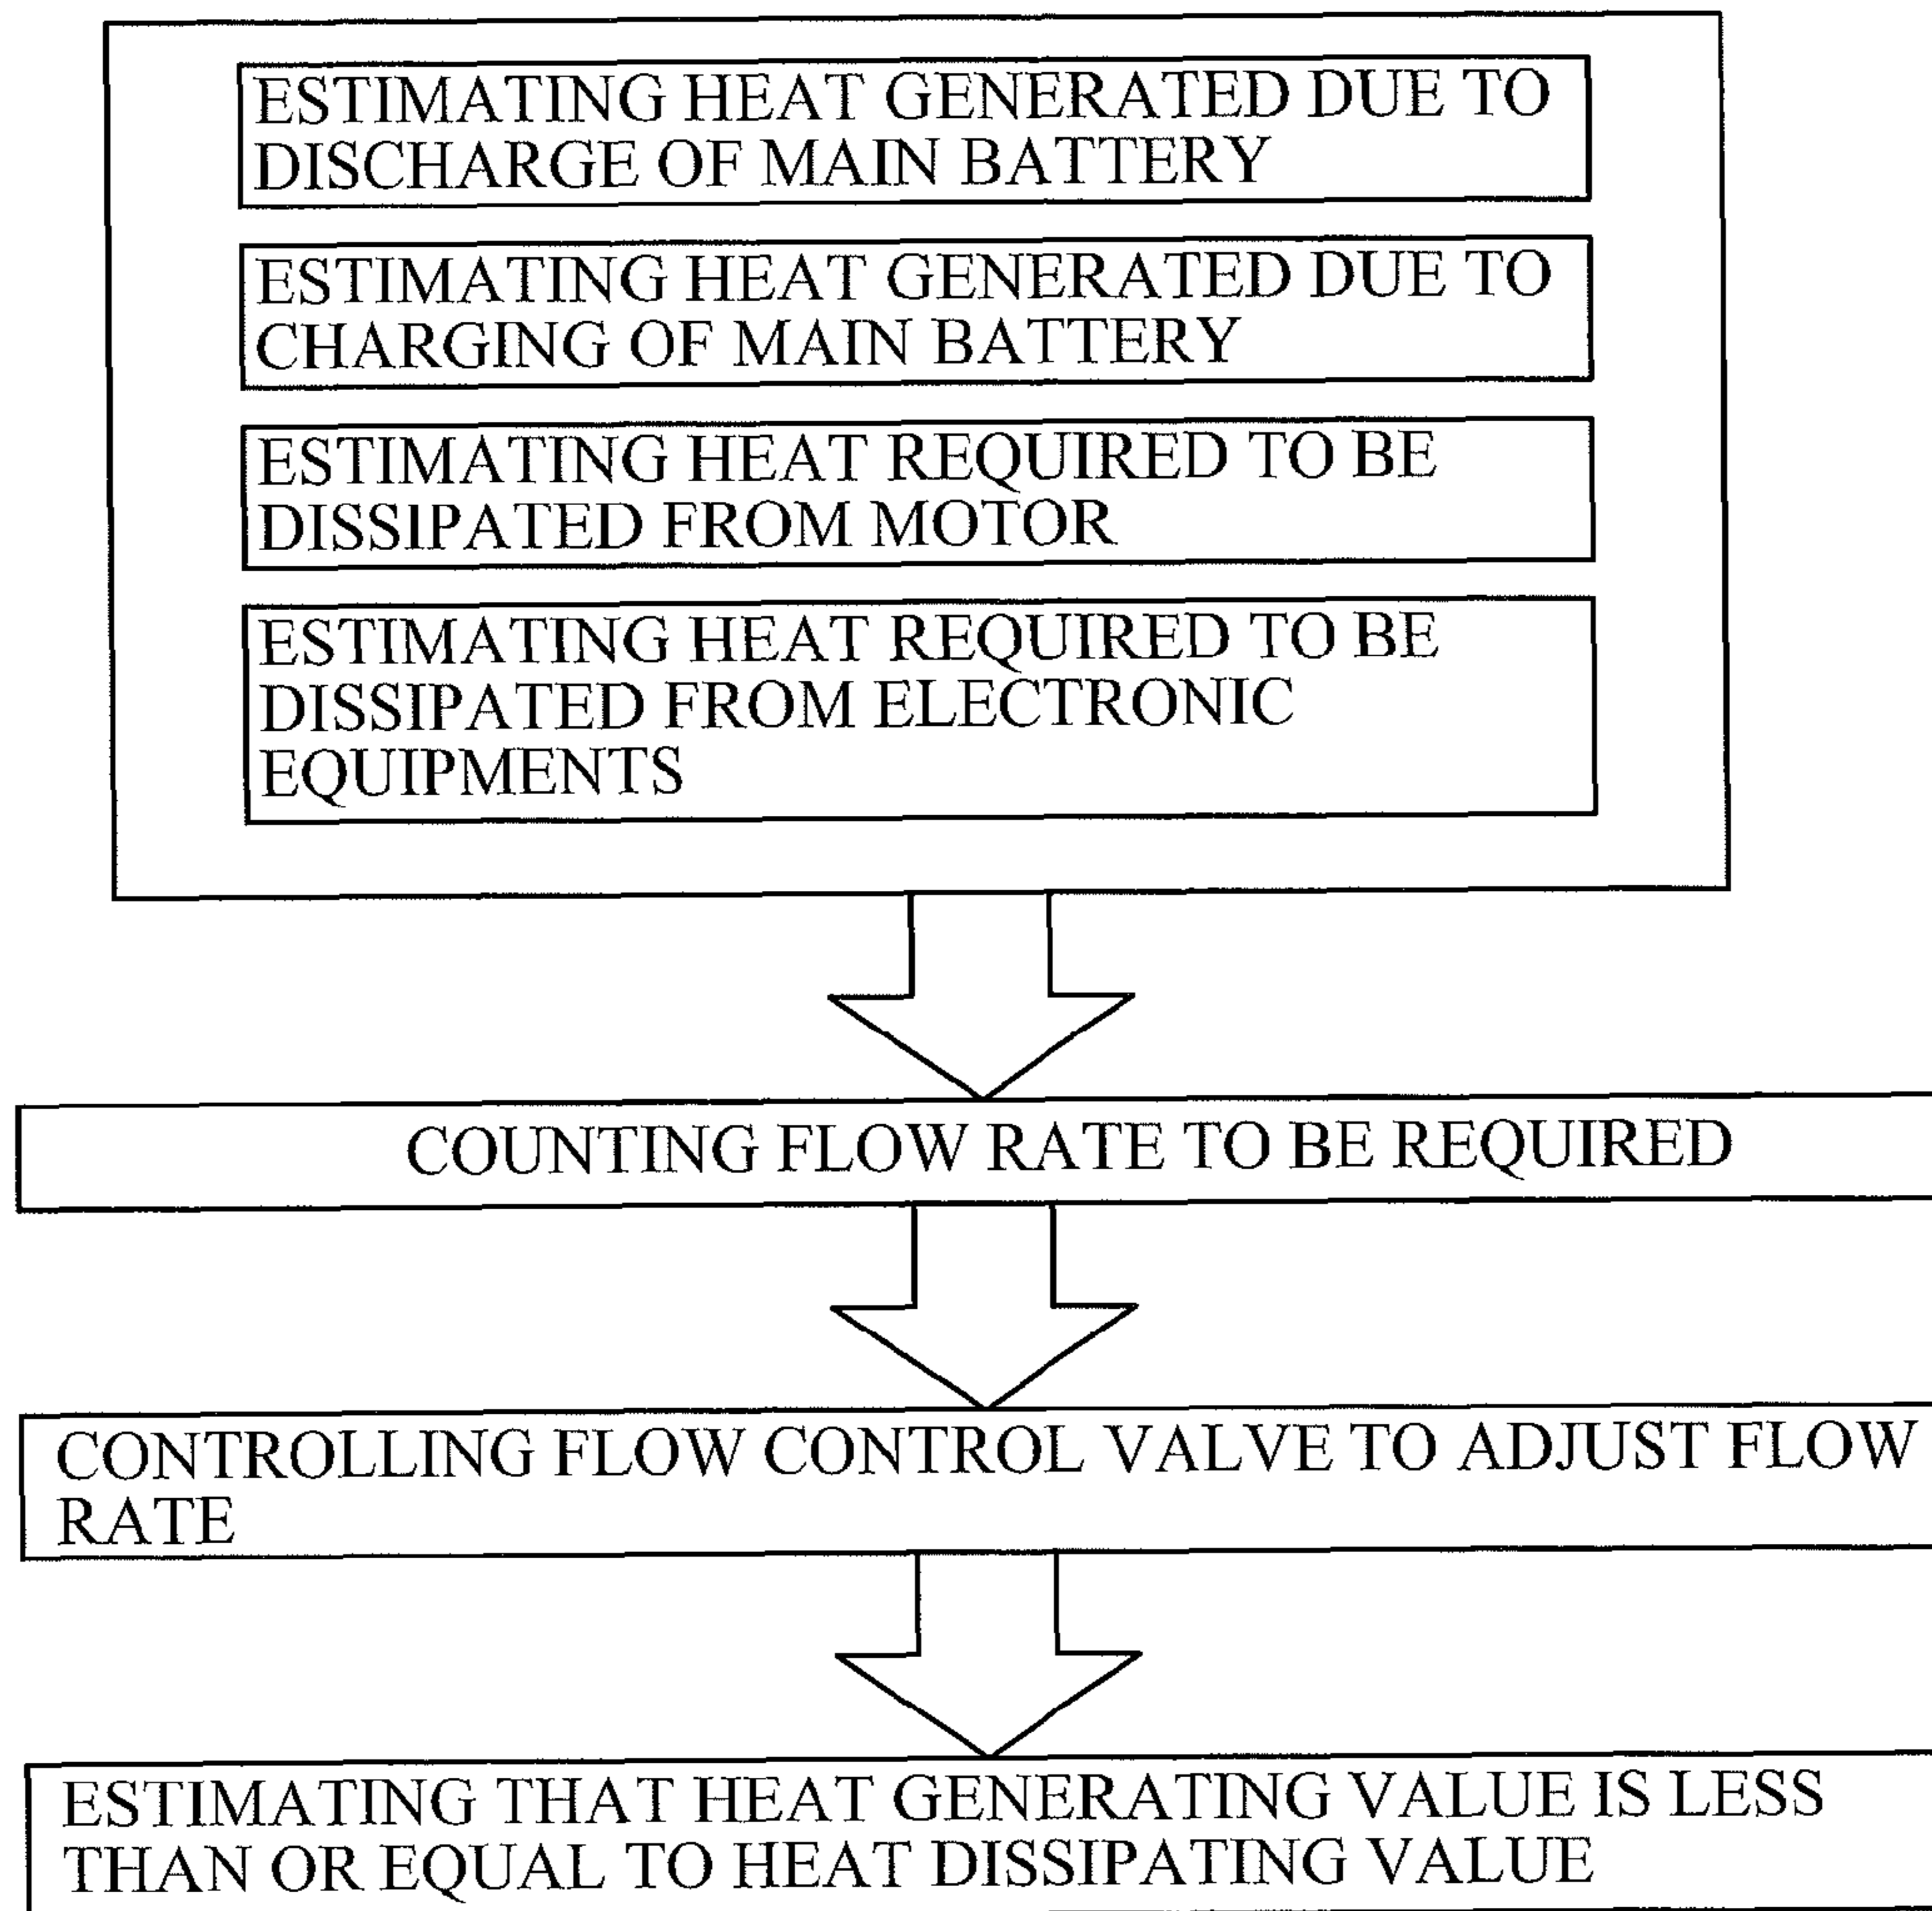 ESTIMATING HEAT GENERATED DUE TO
DISCHARGE OF MAIN BATTERY
ESTIMATING HEAT GENERATED DUE TO
CHARGING OF MAIN BATTERY
ESTIMATING HEAT REQUIRED TO BE
DISSIPATED FROM MOTOR
ESTIMATING HEAT REQUIRED TO BE
DISSIPATED FROM ELECTRONIC
EQUIPMENTS
COUNTING FLOW RATE TO BE REQUIRED
CONTROLLING FLOW CONTROL VALVE TO ADJUST FLOW
RATE
ESTIMATING THAT HEAT GENERATING VALUE IS LESS
THAN OR EQUAL TO HEAT DISSIPATING VALUE